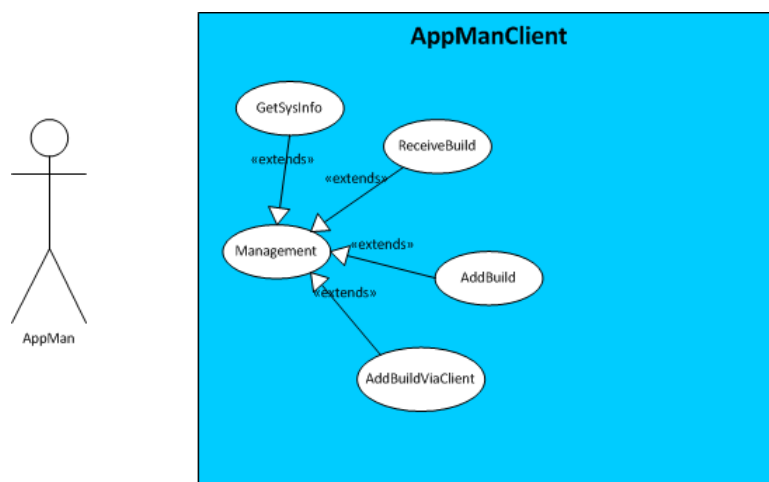 AppManClient
GetSysInfo
«extends»
ReceiveBuild
«extends»
Management
«extends»
AddBuild
«extends»
AddBuildViaClient
AppMan